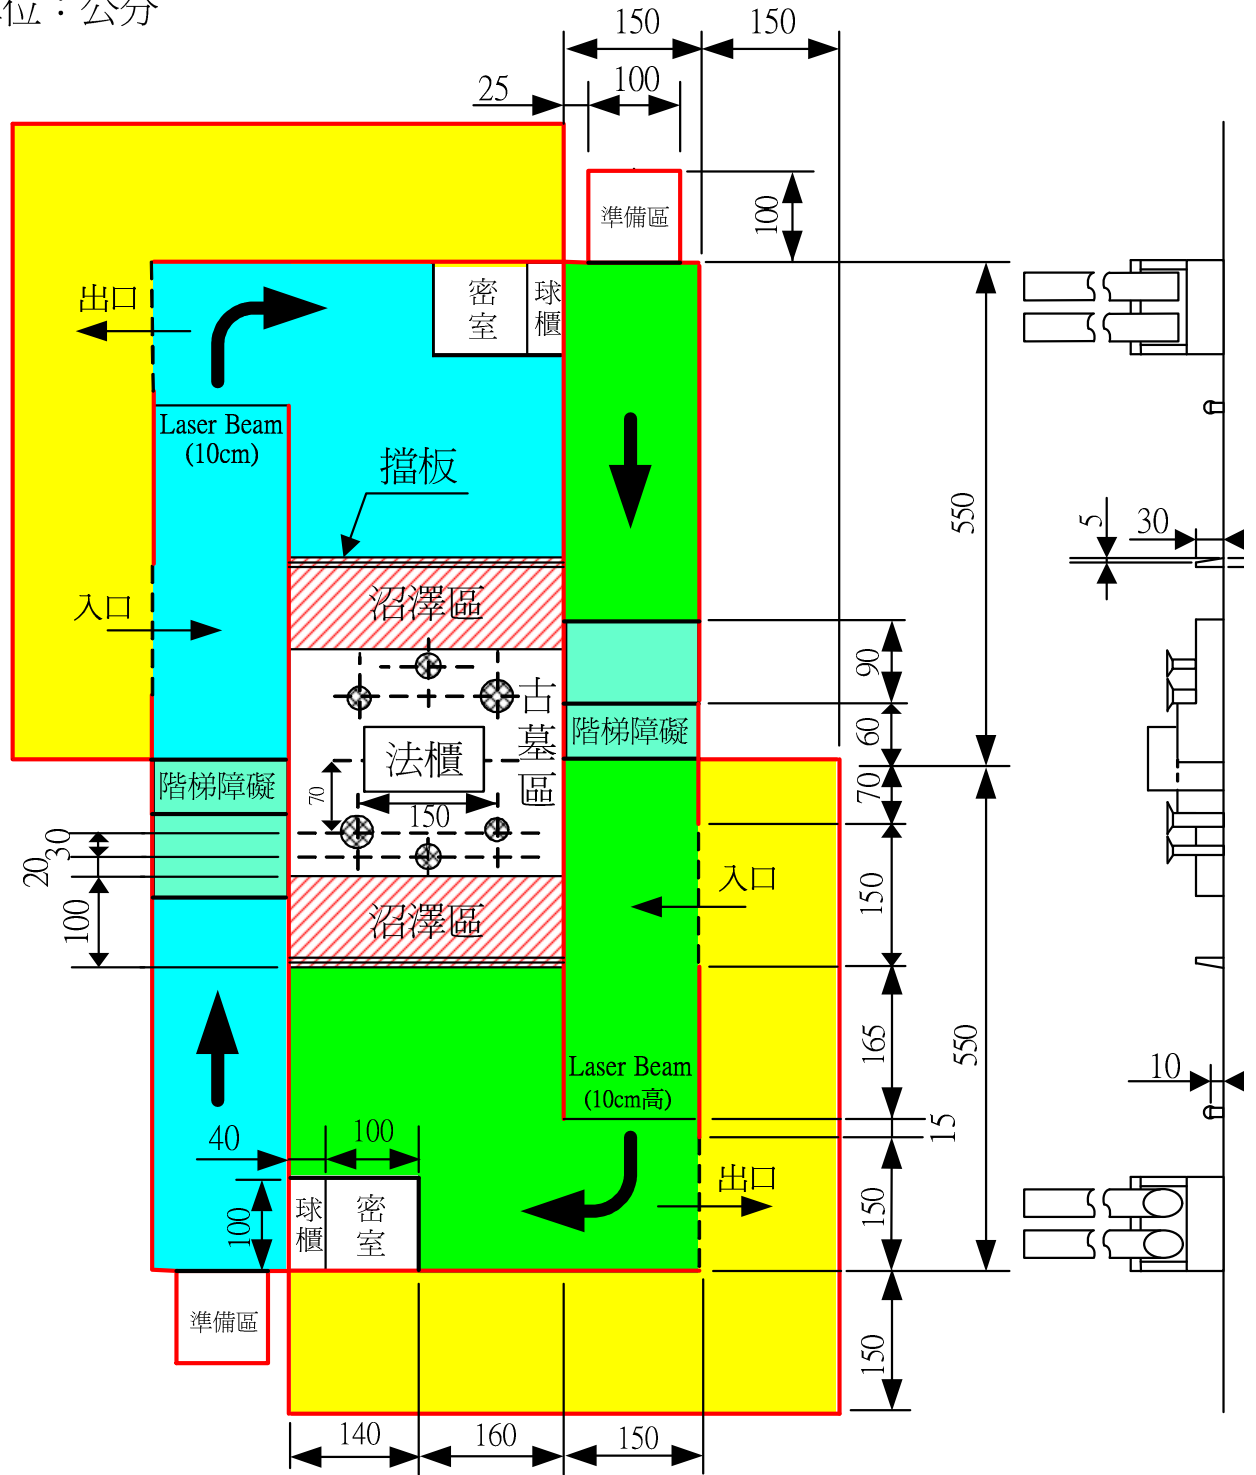 位：公分
150
150
25
100
準備區
100
出口
密室
球櫃
Laser Beam
(10cm)
擋板
550
5
30
沼澤區
入口
90
古墓區
階梯障礙
60
法櫃
70
150
70
階梯障礙
30
20
100
入口
150
沼澤區
165
550
Laser Beam
(10cm高)
10
15
40
100
出口
球櫃
密室
100
150
準備區
150
140
160
150